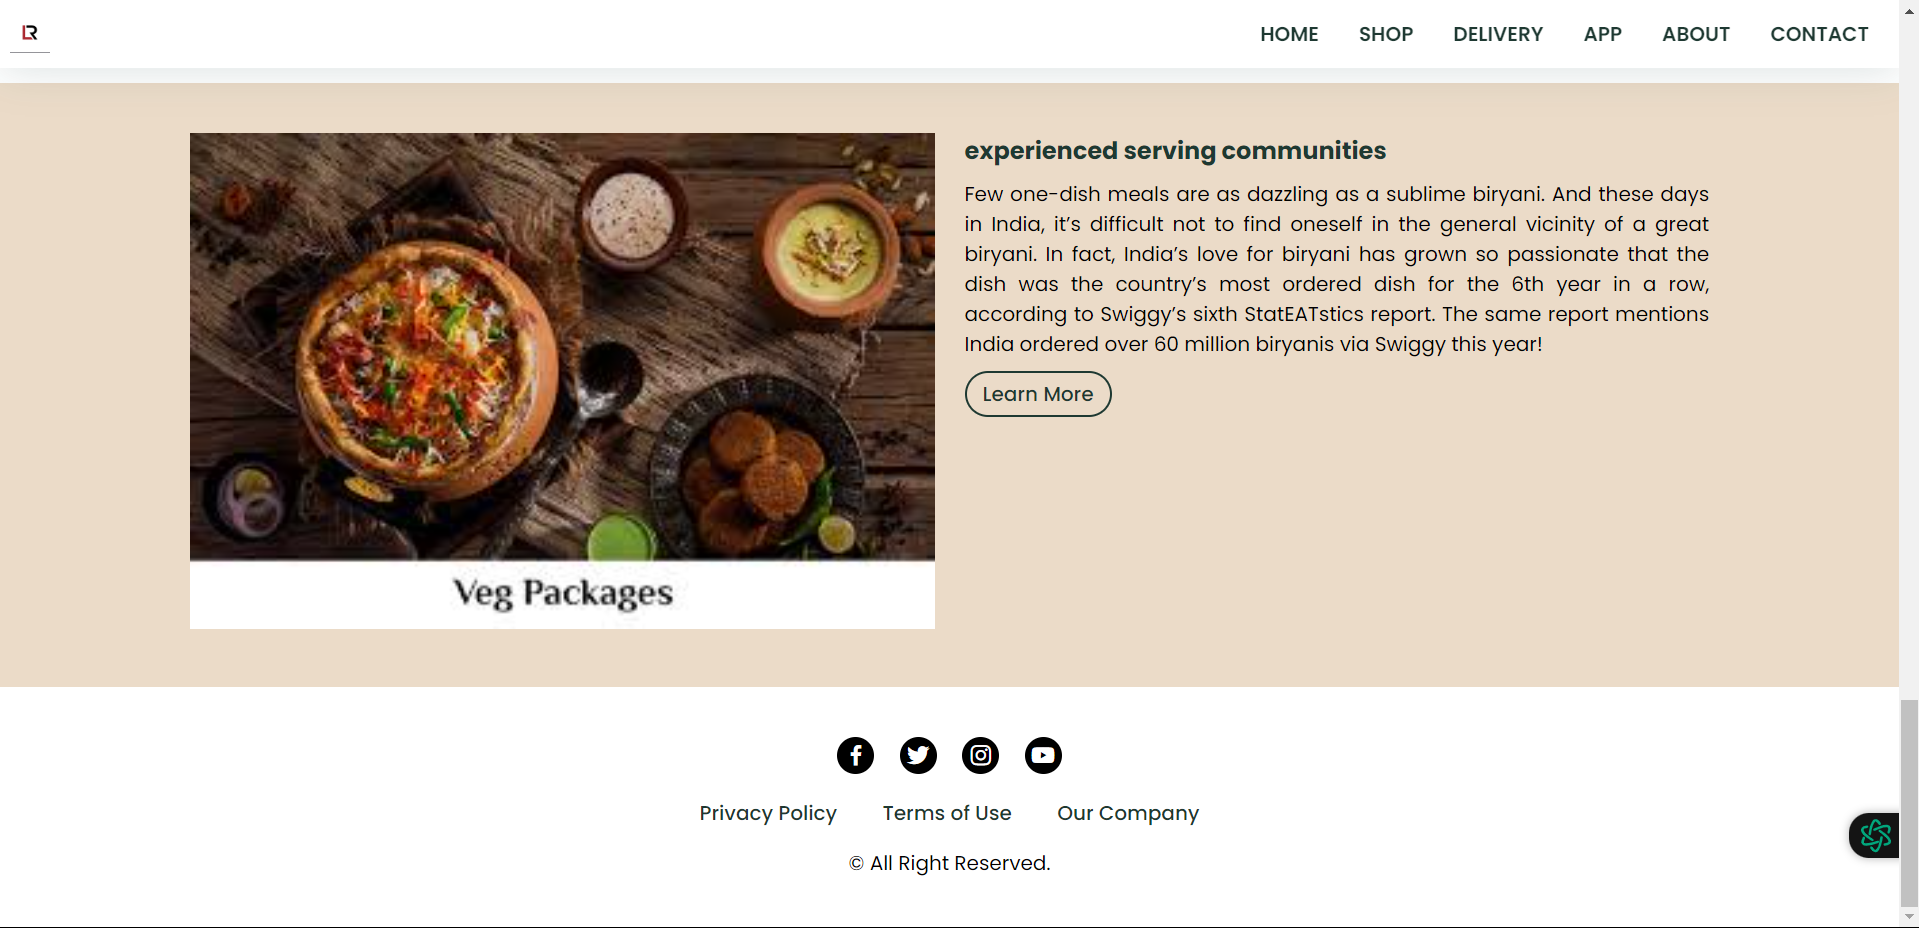 LR
HOME SHOP DELIVERY APP ABOUT CONTACT
experienced serving communities
Few one-dish meals are as dazzling as a sublime biryani. And these days
in India, it’s difficult not to find oneself in the general vicinity of a great
biryani. In fact, India’s love for biryani has grown so passionate that the
dish was the country’s most ordered dish for the 6th year in a row,
according to Swiggy’s sixth StatEATstics report. The same report mentions
India ordered over 60 million biryanis via Swiggy this year!
Learn More
Veg Packages
Privacy Policy Terms of Use Our Company
© All Right Reserved.